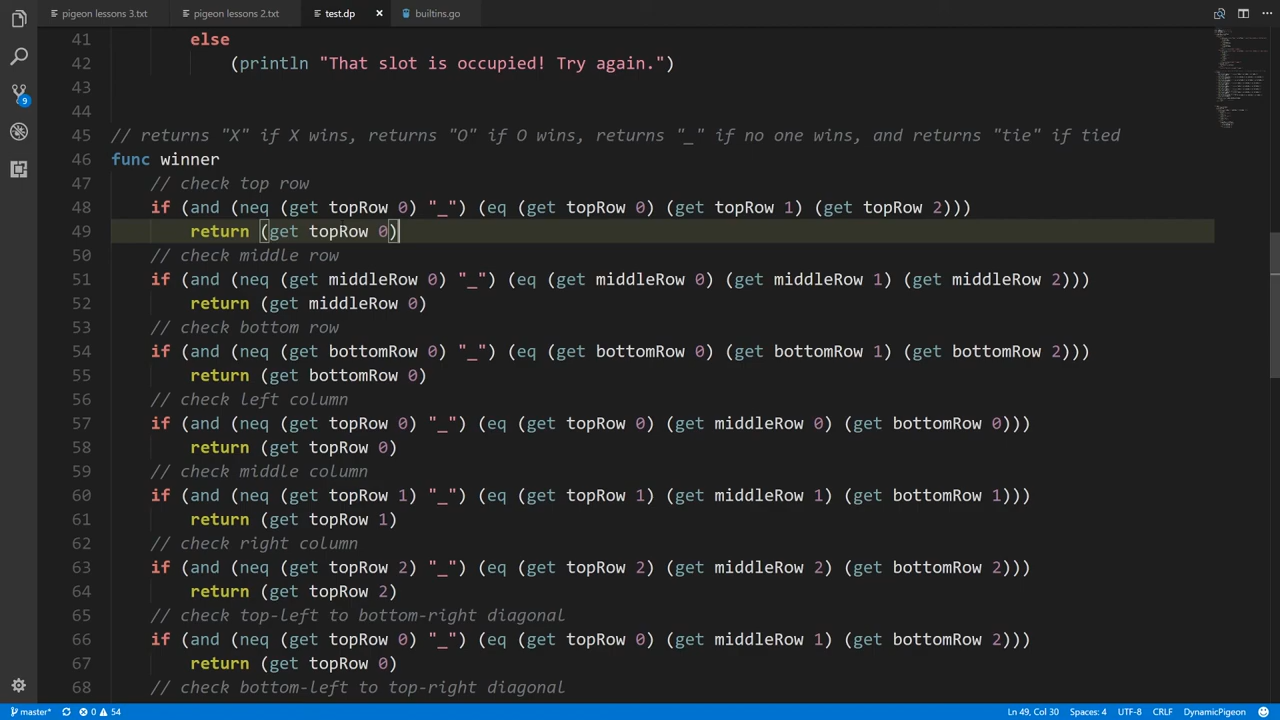 pigeon lessons 3.txt pigeon lessons 2.txt test.dp × builtins.go
41 else
42 (println "That slot is occupied! Try again.")
43
44
45 // returns "X" if X wins, returns "O" if O wins, returns "_" if no one wins, and returns "tie" if tied
46 func winner
47 // check top row
48 if (and (neq (get topRow 0) "_") (eq (get topRow 0) (get topRow 1) (get topRow 2)))
49 return (get topRow 0)
50 // check middle row
51 if (and (neq (get middleRow 0) "_") (eq (get middleRow 0) (get middleRow 1) (get middleRow 2)))
52 return (get middleRow 0)
53 // check bottom row
54 if (and (neq (get bottomRow 0) "_") (eq (get bottomRow 0) (get bottomRow 1) (get bottomRow 2)))
55 return (get bottomRow 0)
56 // check left column
57 if (and (neq (get topRow 0) "_") (eq (get topRow 0) (get middleRow 0) (get bottomRow 0)))
58 return (get topRow 0)
59 // check middle column
60 if (and (neq (get topRow 1) "_") (eq (get topRow 1) (get middleRow 1) (get bottomRow 1)))
61 return (get topRow 1)
62 // check right column
63 if (and (neq (get topRow 2) "_") (eq (get topRow 2) (get middleRow 2) (get bottomRow 2)))
64 return (get topRow 2)
65 // check top-left to bottom-right diagonal
66 if (and (neq (get topRow 0) "_") (eq (get topRow 0) (get middleRow 1) (get bottomRow 2)))
67 return (get topRow 0)
68 // check bottom-left to top-right diagonal
9
master* 0 54 Ln 49, Col 30 Spaces: 4 UTF-8 CRLF DynamicPigeon